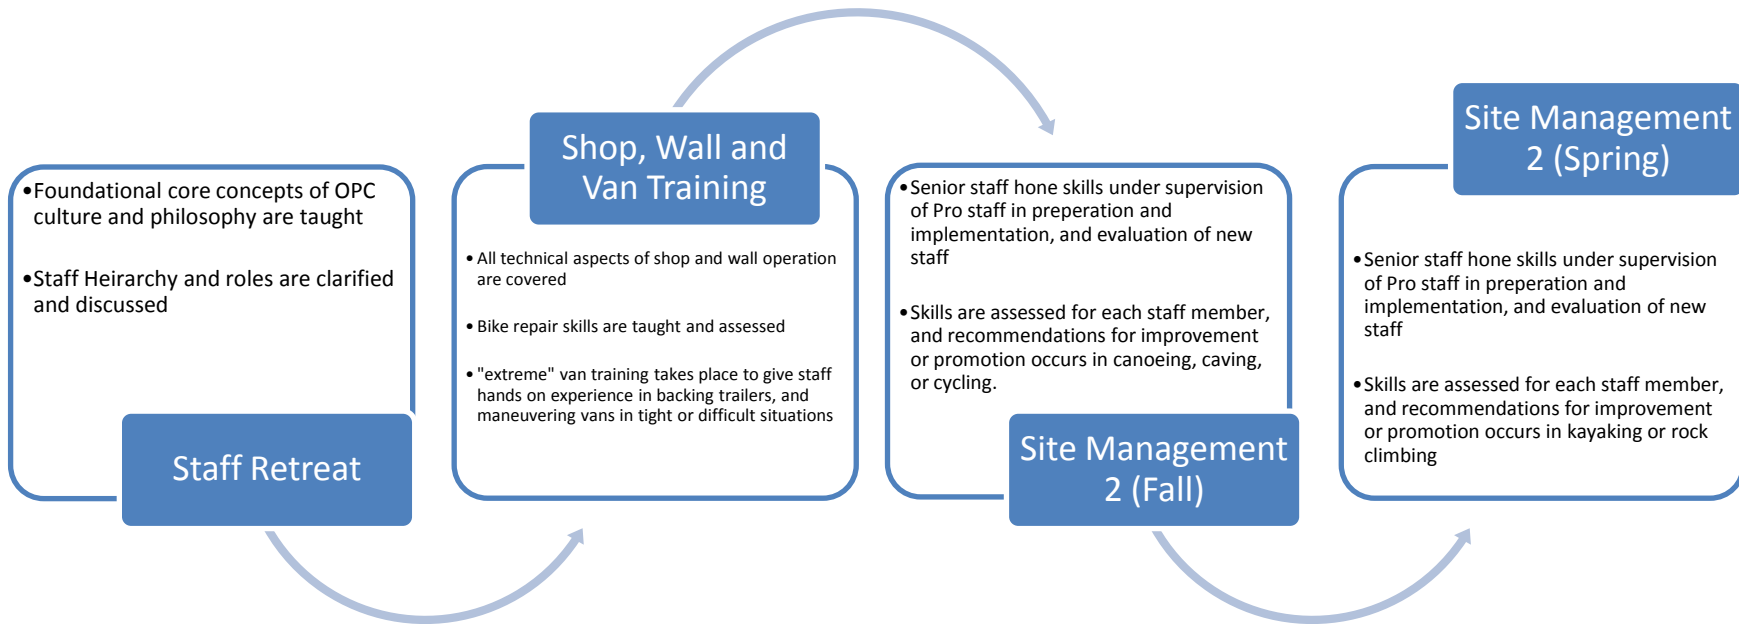 •Foundational core concepts of OPC
culture and philosophy are taught
•Staff Heirarchy and roles are clarified
and discussed
Staff Retreat
Shop, Wall and
Van Training
• All technical aspects of shop and wall operation
are covered
• Bike repair skills are taught and assessed
• "extreme" van training takes place to give staff
hands on experience in backing trailers, and
maneuvering vans in tight or difficult situations
•Senior staff hone skills under supervision
of Pro staff in preperation and
implementation, and evaluation of new
staff
•Skills are assessed for each staff member,
and recommendations for improvement
or promotion occurs in canoeing, caving,
or cycling.
Site Management
2 (Fall)
Site Management
2 (Spring)
•Senior staff hone skills under supervision
of Pro staff in preperation and
implementation, and evaluation of new
staff
•Skills are assessed for each staff member,
and recommendations for improvement
or promotion occurs in kayaking or rock
climbing